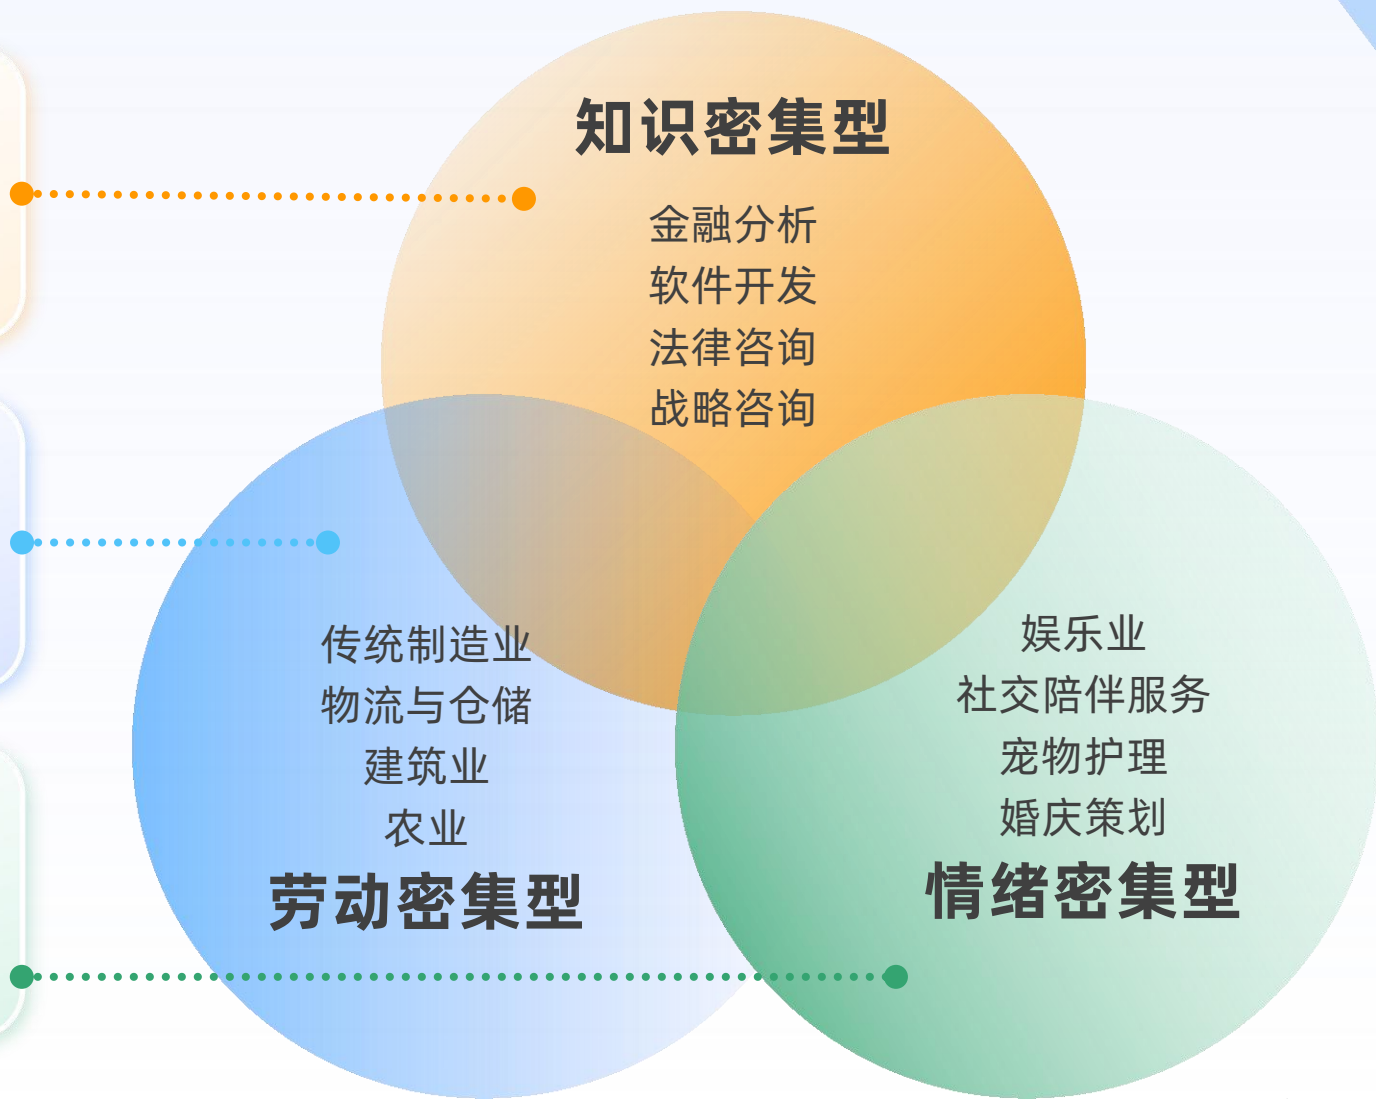 知识密集型
金融分析
软件开发
法律咨询
战略咨询
传统制造业
物流与仓储
建筑业
农业
劳动密集型
娱乐业
社交陪伴服务
宠物护理
婚庆策划
情绪密集型